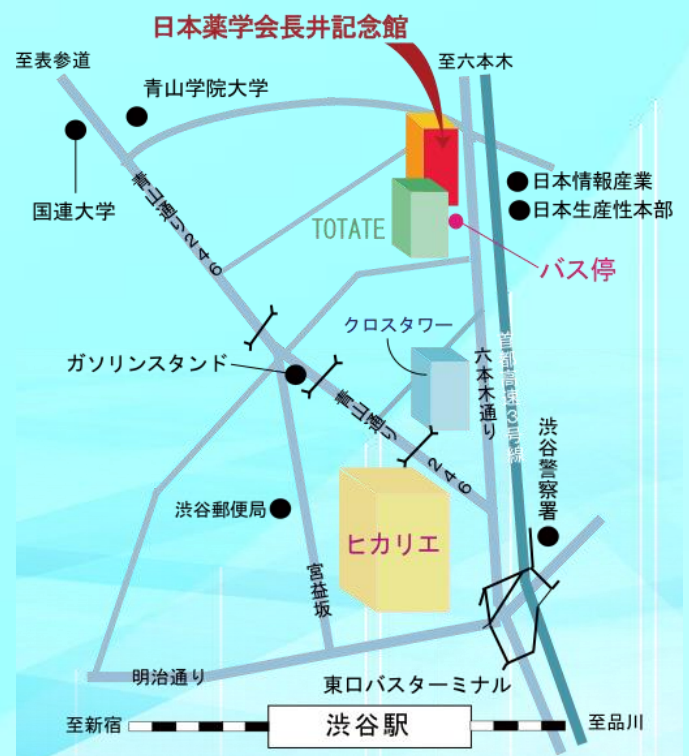 日本薬学会長井記念館
至表参道
至六本木
青山学院大学
国連大学
日本情報産業
日本生産性本部
TOTATE
バス停
青山通り246
クロスタワー
ガソリンスタンド
六本木通り
首都高速3号線
青山通り
246
渋谷警察署
渋谷郵便局
ヒカリエ
宮益坂
明治通り
東口バスターミナル
至新宿
渋谷駅
至品川